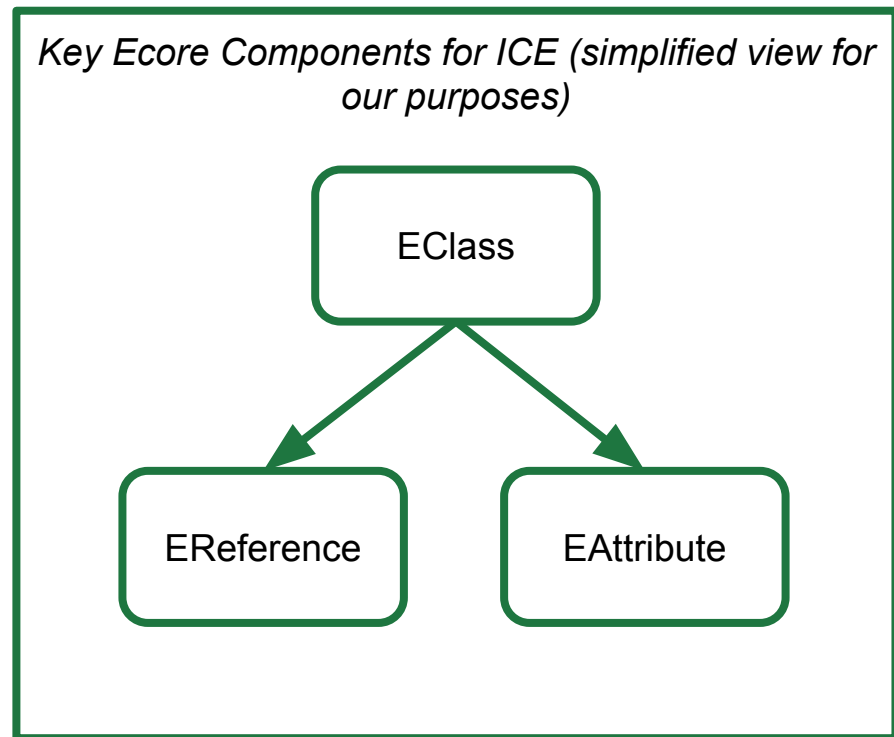 Key Ecore Components for ICE (simplified view for
our purposes)
EClass
EReference
EAttribute